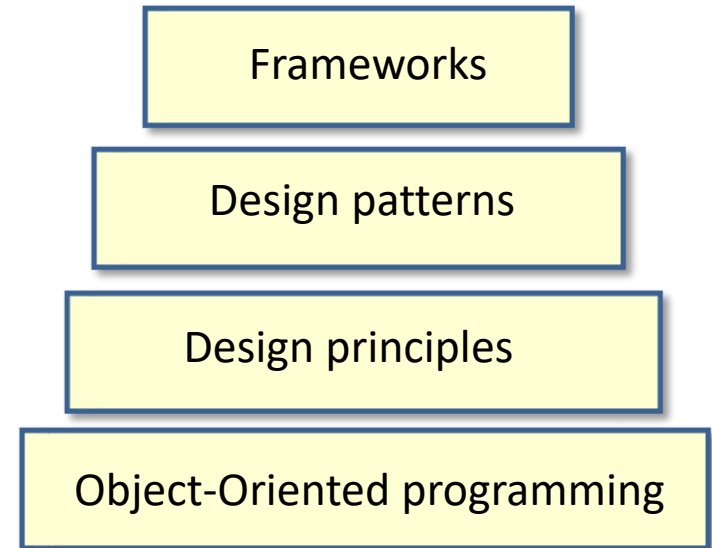 Frameworks
Design patterns
Design principles
Object-Oriented programming